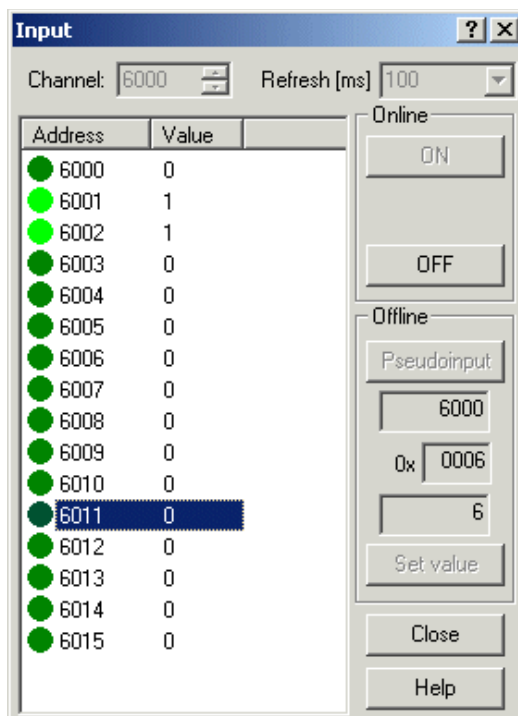 Input
Channel: 6000 Refresh [ms] 100
Address Value
6000 0
6001 1
6002 1
6003 0
6004 0
6005 0
6006 0
6007 0
6008 0
6009 0
6010 0
6011 0
6012 0
6013 0
6014 0
6015 0
Online
ON
OFF
Offline
Pseudoinput
6000
0x 0006
6
Set value
Close
Help